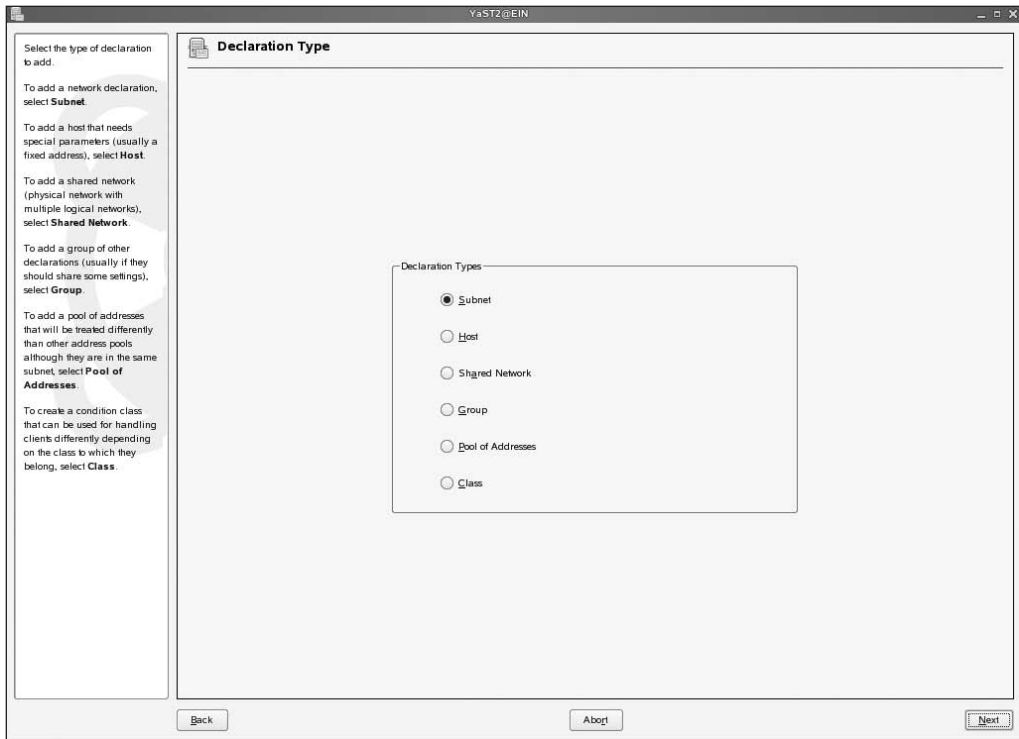 YaST2@EIN
Select the type of declaration
to add.
To add a network declaration,
select Subnet.
To add a host that needs
special parameters (usually a
fixed address), select Host.
To add a shared network
(physical network with
multiple logical networks),
select Shared Network.
To add a group of other
declarations (usually if they
should share some settings),
select Group.
To add a pool of addresses
that will be treated differently
than other address pools
although they are in the same
subnet, select Pool of
Addresses.
To create a condition class
that can be used for handling
clients differently depending
on the class to which they
belong, select Class.
Declaration Type
Declaration Types
Subnet
Host
Shared Network
Group
Pool of Addresses
Class
Back
Abort
Next